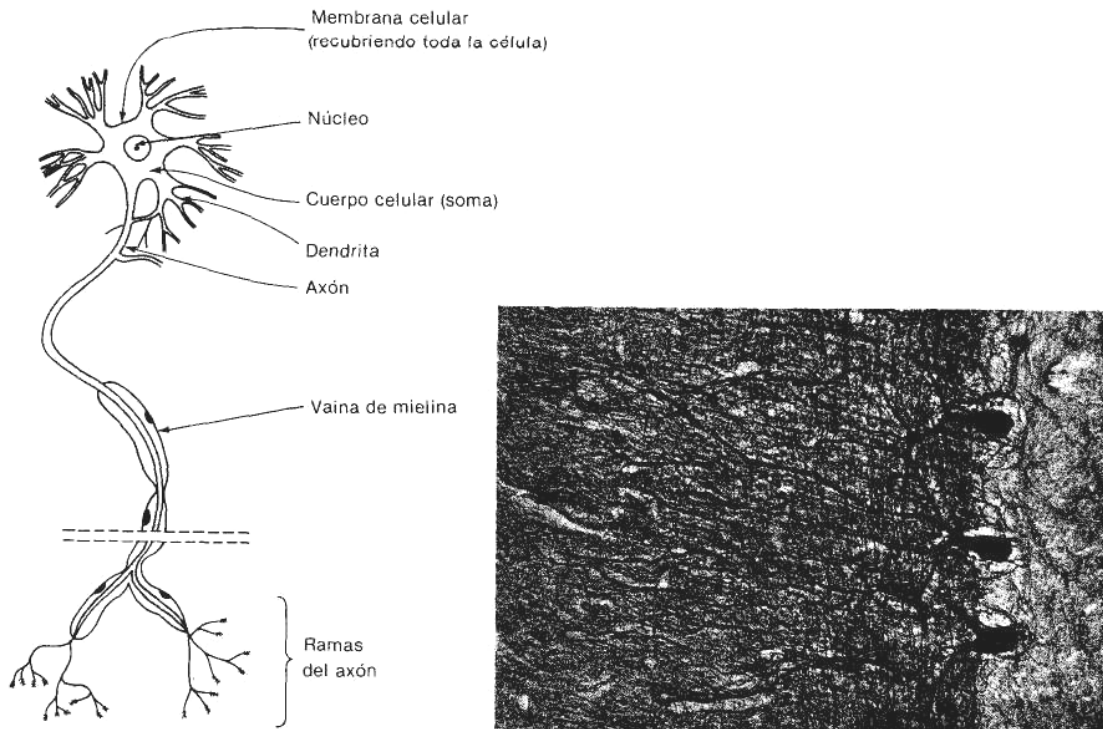 Membrana celular
(recubriendo toda la célula)
Núcleo
Cuerpo celular (soma)
Dendrita
Axón
Vaina de mielina
Ramas
del axón